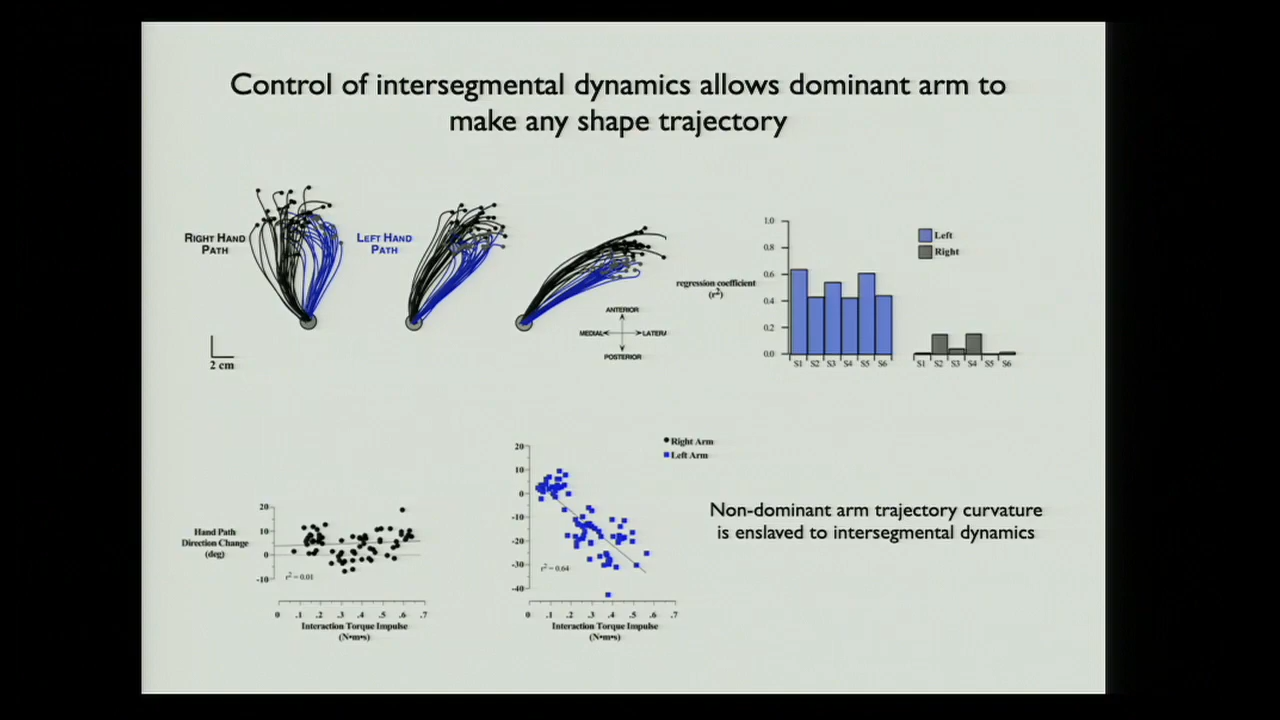 Control of intersegmental dynamics allows dominant arm to
make any shape trajectory
RIGHT HAND
PATH
LEFT HAND
PATH
2 cm
ANTERIOR
MEDIAL
LATERA
POSTERIOR
regression coefficient
(r²)
1.0
0.8
0.6
0.4
0.2
0.0
S1 S2 S3 S4 S5 S6
S1 S2 S3 S4 S5 S6
Left
Right
Hand Path
Direction Change
(deg)
20
10
0
-10
r² = 0.01
0 .1 .2 .3 .4 .5 .6 .7
Interaction Torque Impulse
(N•m•s)
20
10
0
-10
-20
-30
-40
r² = 0.64
0 .1 .2 .3 .4 .5 .6 .7
Interaction Torque Impulse
(N•m•s)
Right Arm
Left Arm
Non-dominant arm trajectory curvature
is enslaved to intersegmental dynamics